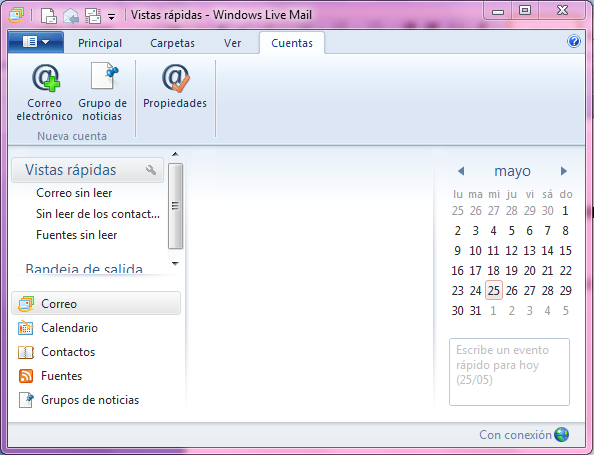 Vistas rápidas - Windows Live Mail
Principal
Carpetas
Ver
Cuentas
Correo
electrónico
Grupo de
noticias
Propiedades
Nueva cuenta
Vistas rápidas
Correo sin leer
Sin leer de los contact...
Fuentes sin leer
Bandeja de salida
Correo
Calendario
Contactos
Fuentes
Grupos de noticias
mayo
lu ma mi ju vi sá do
25 26 27 28 29 30 1
2 3 4 5 6 7 8
9 10 11 12 13 14 15
16 17 18 19 20 21 22
23 24 25 26 27 28 29
30 31 1 2 3 4 5
Escribe un evento
rápido para hoy
(25/05)
Con conexión